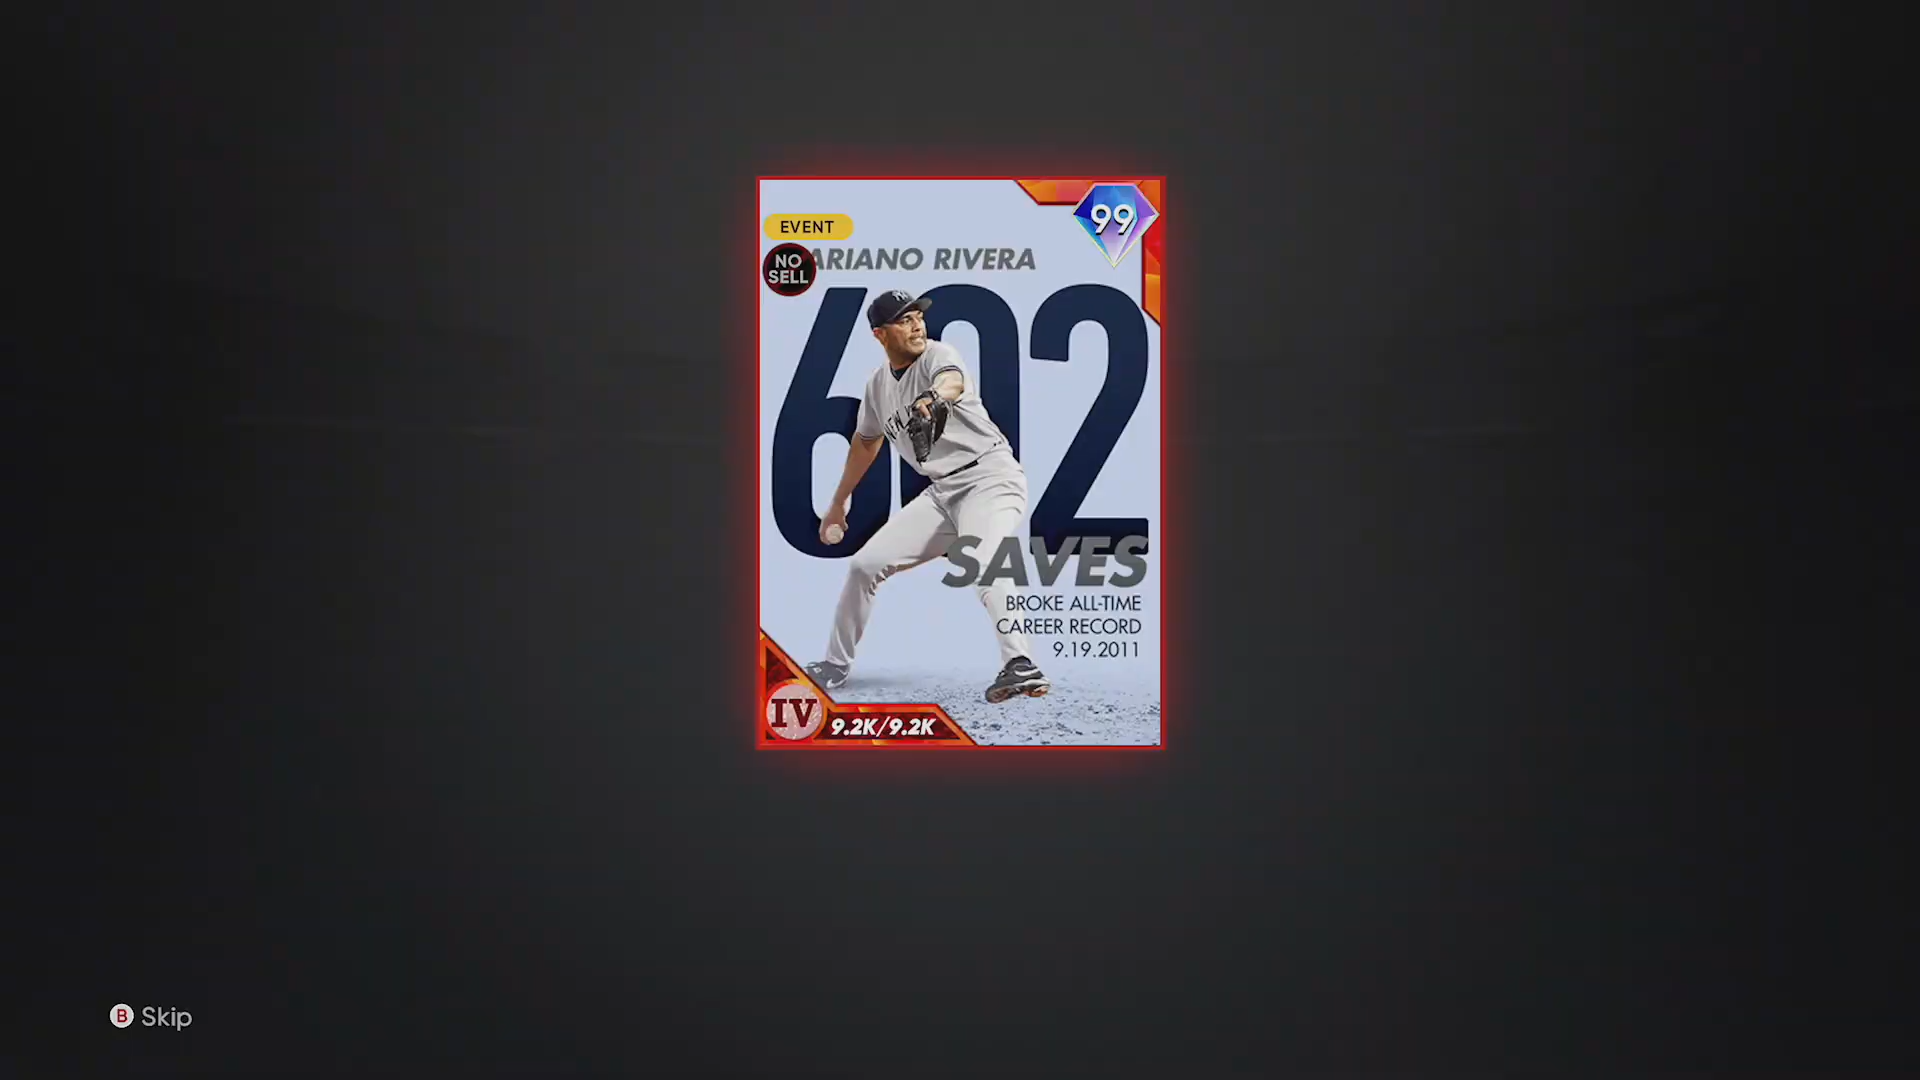 99
EVENT
NO
SELL
ARIANO RIVERA
602
NEW
SAVES
BROKE ALL-TIME
CAREER RECORD
9.19.2011
IV
9.2K/9.2K
B Skip